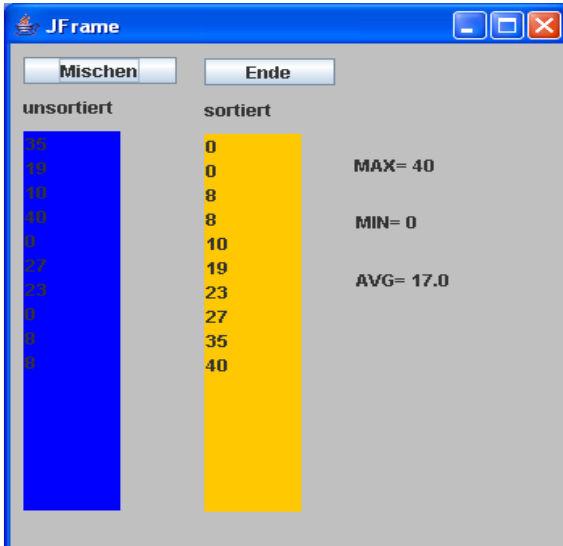 JFrame
Mischen
Ende
unsortiert
sortiert
35
19
10
40
0
27
23
0
8
8
0
0
8
8
10
19
23
27
35
40
MAX= 40
MIN= 0
AVG= 17.0